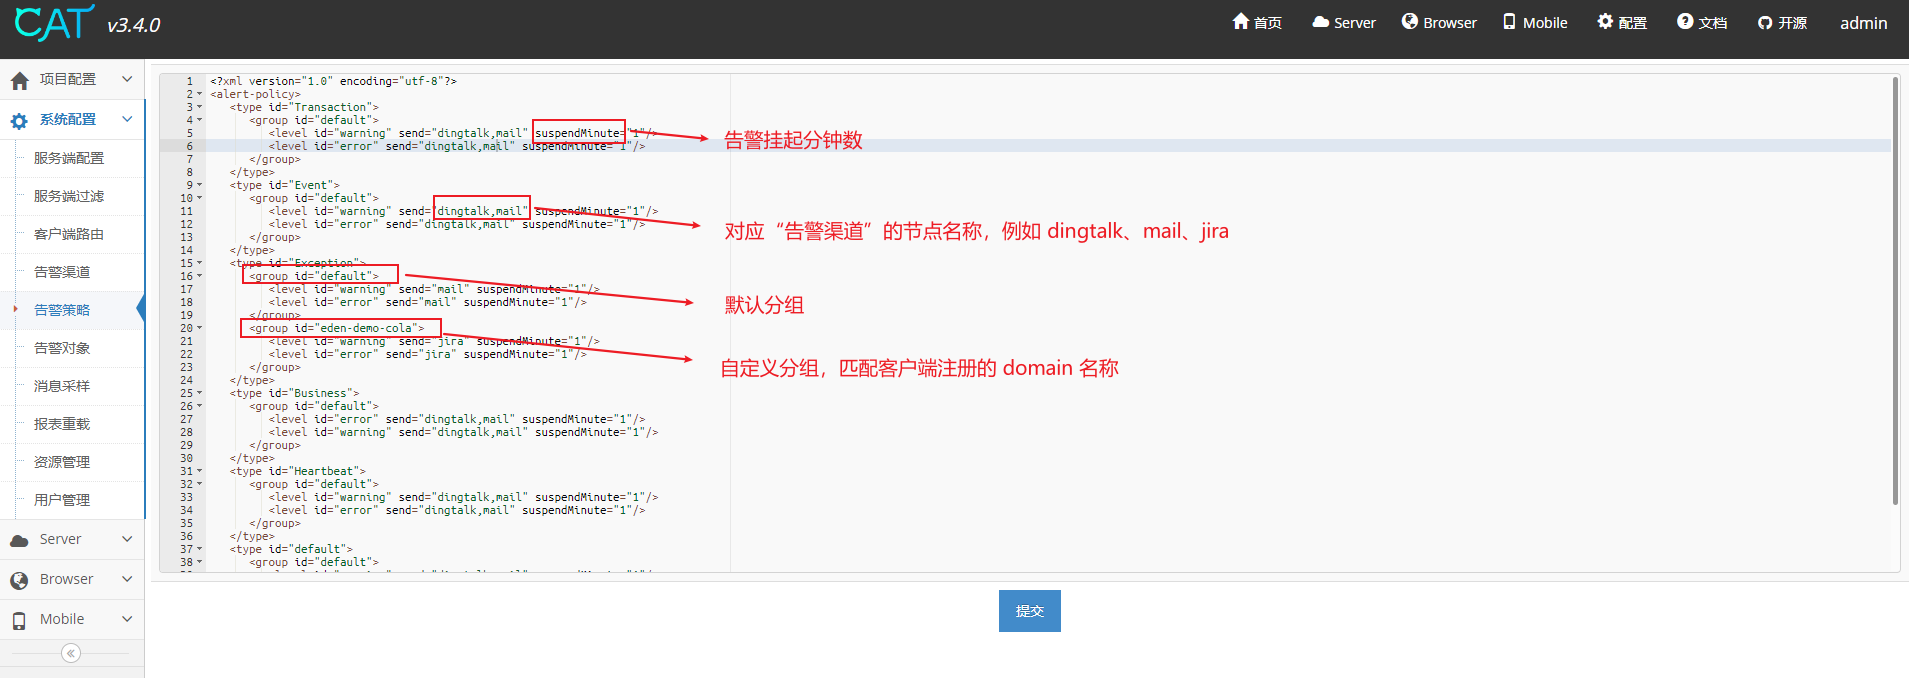 CAT v3.4.0
首页 Server Browser Mobile 配置 文档 开源 admin
项目配置
系统配置
服务端配置
服务端过滤
客户端路由
告警渠道
告警策略
告警对象
消息采样
报表重载
资源管理
用户管理
Server
Browser
Mobile
1 <?xml version="1.0" encoding="utf-8"?>
2 <alert-policy>
3 <type id="Transaction">
4 <group id="default">
5 <level id="warning" send="dingtalk,mail" suspendMinute="1"/>
6 <level id="error" send="dingtalk,mail" suspendMinute="1"/>
7 </group>
8 </type>
9 <type id="Event">
10 <group id="default">
11 <level id="warning" send="dingtalk,mail" suspendMinute="1"/>
12 <level id="error" send="dingtalk,mail" suspendMinute="1"/>
13 </group>
14 </type>
15 <type id="Exception">
16 <group id="default">
17 <level id="warning" send="mail" suspendMinute="1"/>
18 <level id="error" send="mail" suspendMinute="1"/>
19 </group>
20 <group id="eden-demo-cola">
21 <level id="warning" send="jira" suspendMinute="1"/>
22 <level id="error" send="jira" suspendMinute="1"/>
23 </group>
24 </type>
25 <type id="Business">
26 <group id="default">
27 <level id="error" send="dingtalk,mail" suspendMinute="1"/>
28 <level id="warning" send="dingtalk,mail" suspendMinute="1"/>
29 </group>
30 </type>
31 <type id="Heartbeat">
32 <group id="default">
33 <level id="warning" send="dingtalk,mail" suspendMinute="1"/>
34 <level id="error" send="dingtalk,mail" suspendMinute="1"/>
35 </group>
36 </type>
37 <type id="default">
38 <group id="default">
告警挂起分钟数
对应“告警渠道”的节点名称，例如 dingtalk、mail、jira
默认分组
自定义分组，匹配客户端注册的 domain 名称
提交